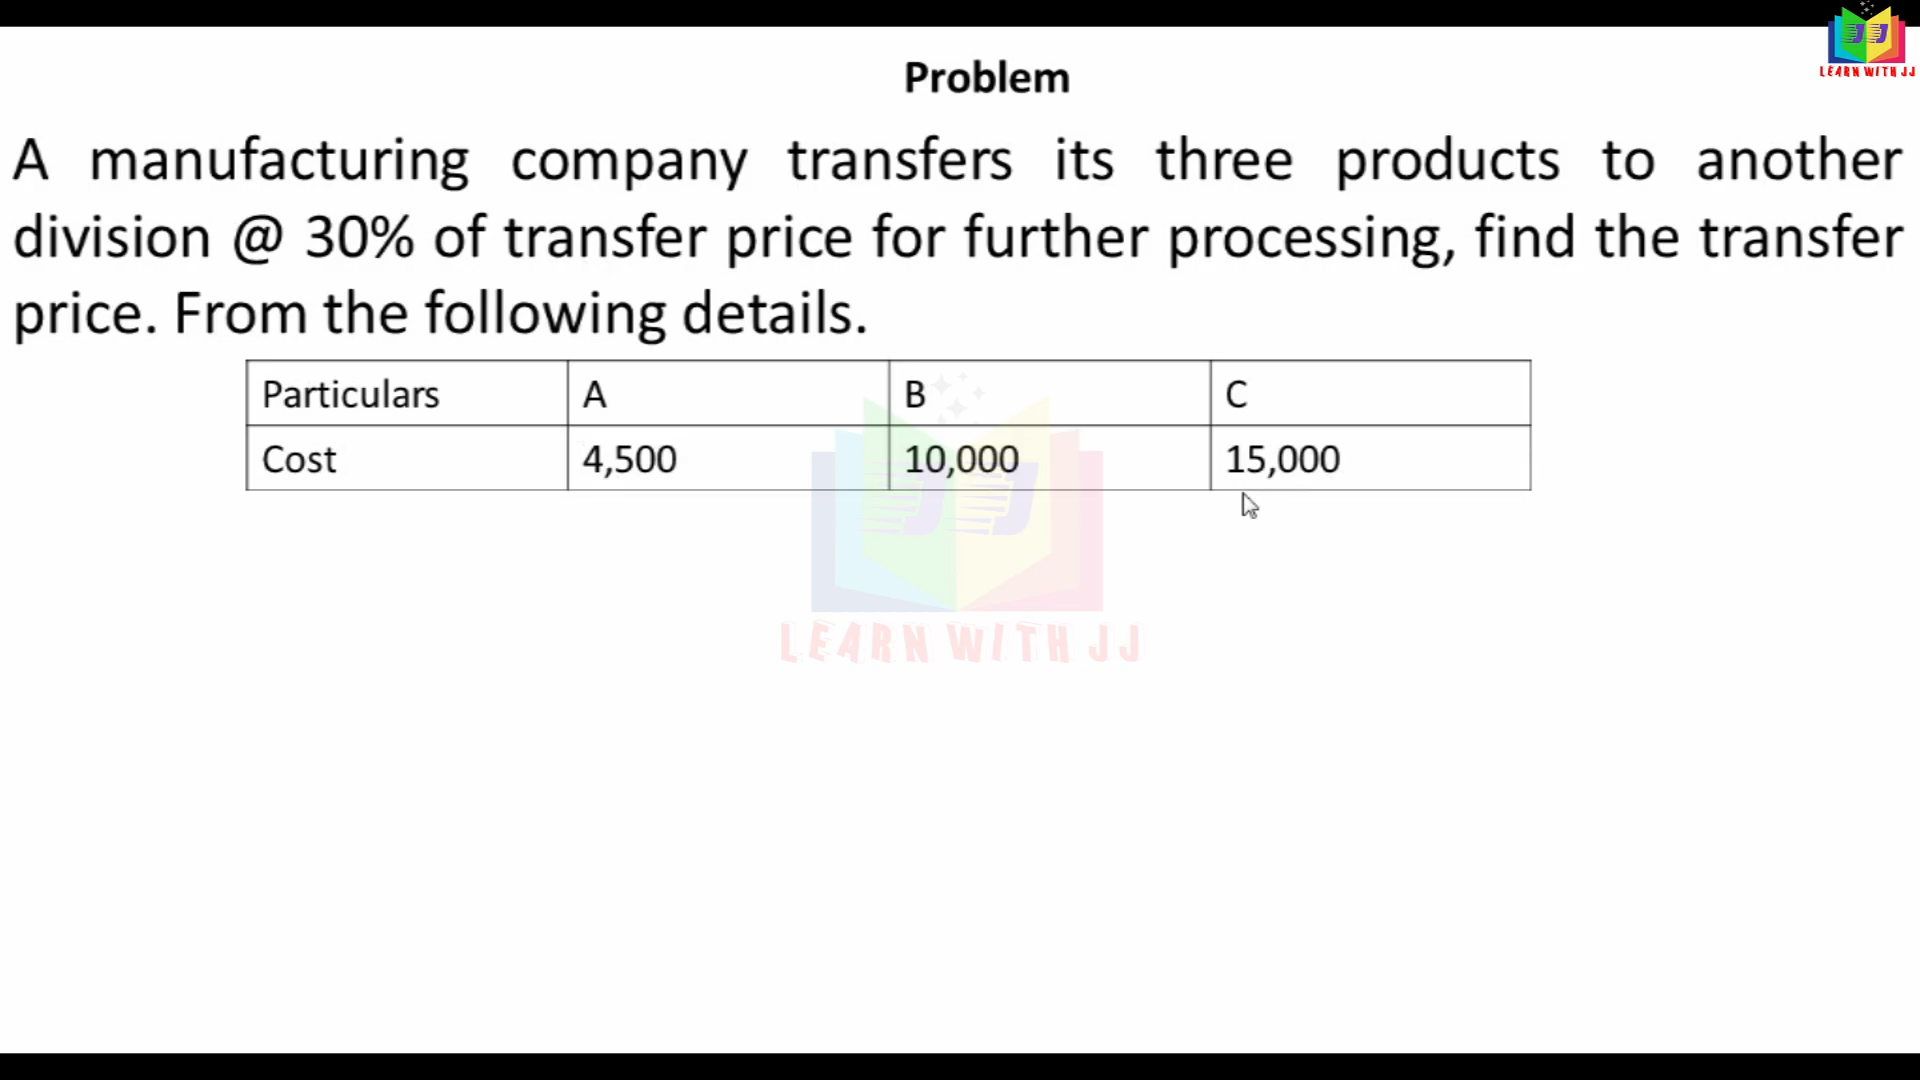 LEARN WITH JJ
Problem
A manufacturing company transfers its three products to another
division @ 30% of transfer price for further processing, find the transfer
price. From the following details.
Particulars A B C
Cost 4,500 10,000 15,000
LEARN WITH JJ